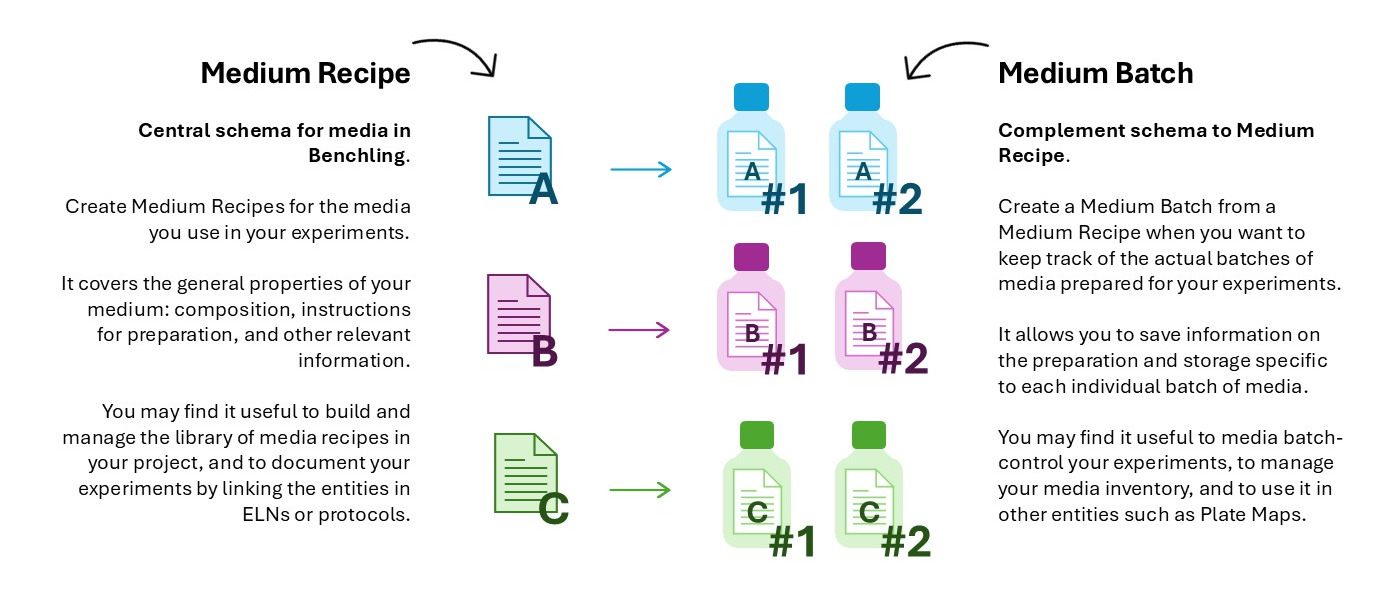 Medium Recipe
Central schema for media in
Benchling.
Create Medium Recipes for the media
you use in your experiments.
It covers the general properties of your
medium: composition, instructions
for preparation, and other relevant
information.
You may find it useful to build and
manage the library of media recipes in
your project, and to document your
experiments by linking the entities in
ELNs or protocols.
A
A
#1
A
#2
B
B
#1
B
#2
C
C
#1
C
#2
Medium Batch
Complement schema to Medium
Recipe.
Create a Medium Batch from a
Medium Recipe when you want to
keep track of the actual batches of
media prepared for your experiments.
It allows you to save information on
the preparation and storage specific
to each individual batch of media.
You may find it useful to media batch-
control your experiments, to manage
your media inventory, and to use it in
other entities such as Plate Maps.